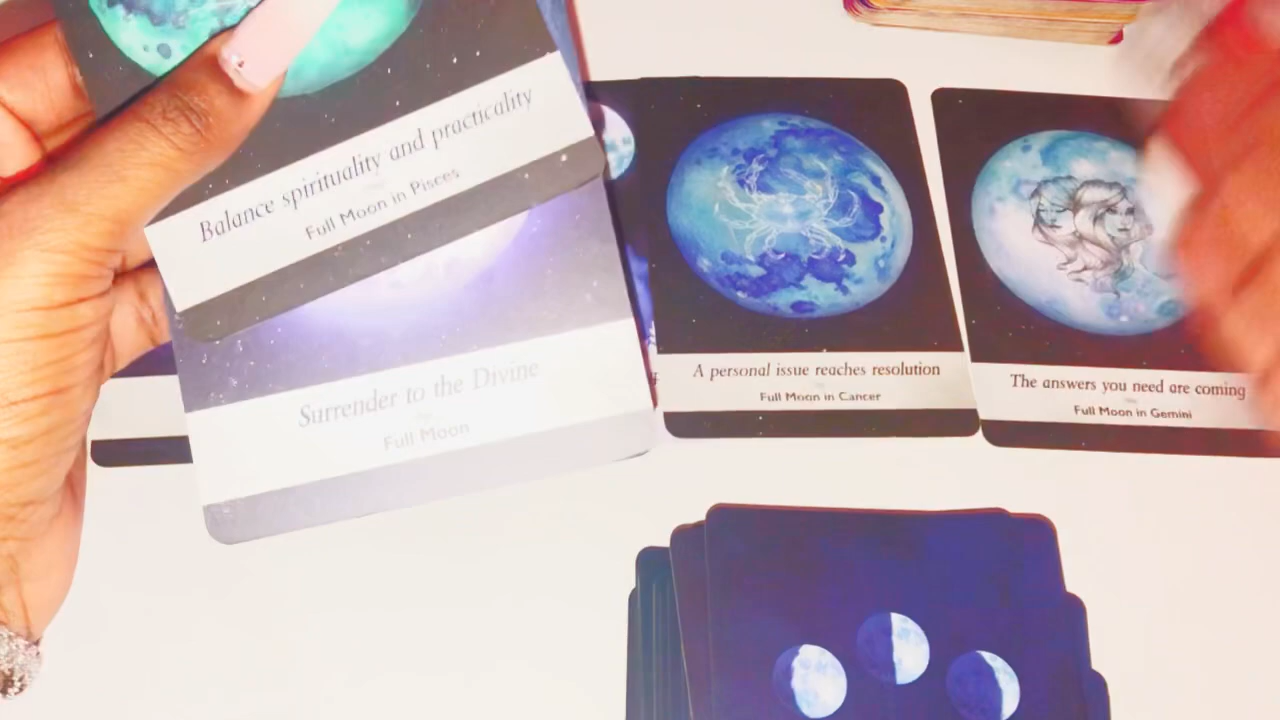 Balance spirituality and practicality
Full Moon in Pisces
Surrender to the Divine
Full Moon
A personal issue reaches resolution
Full Moon in Cancer
The answers you need are coming
Full Moon in Gemini